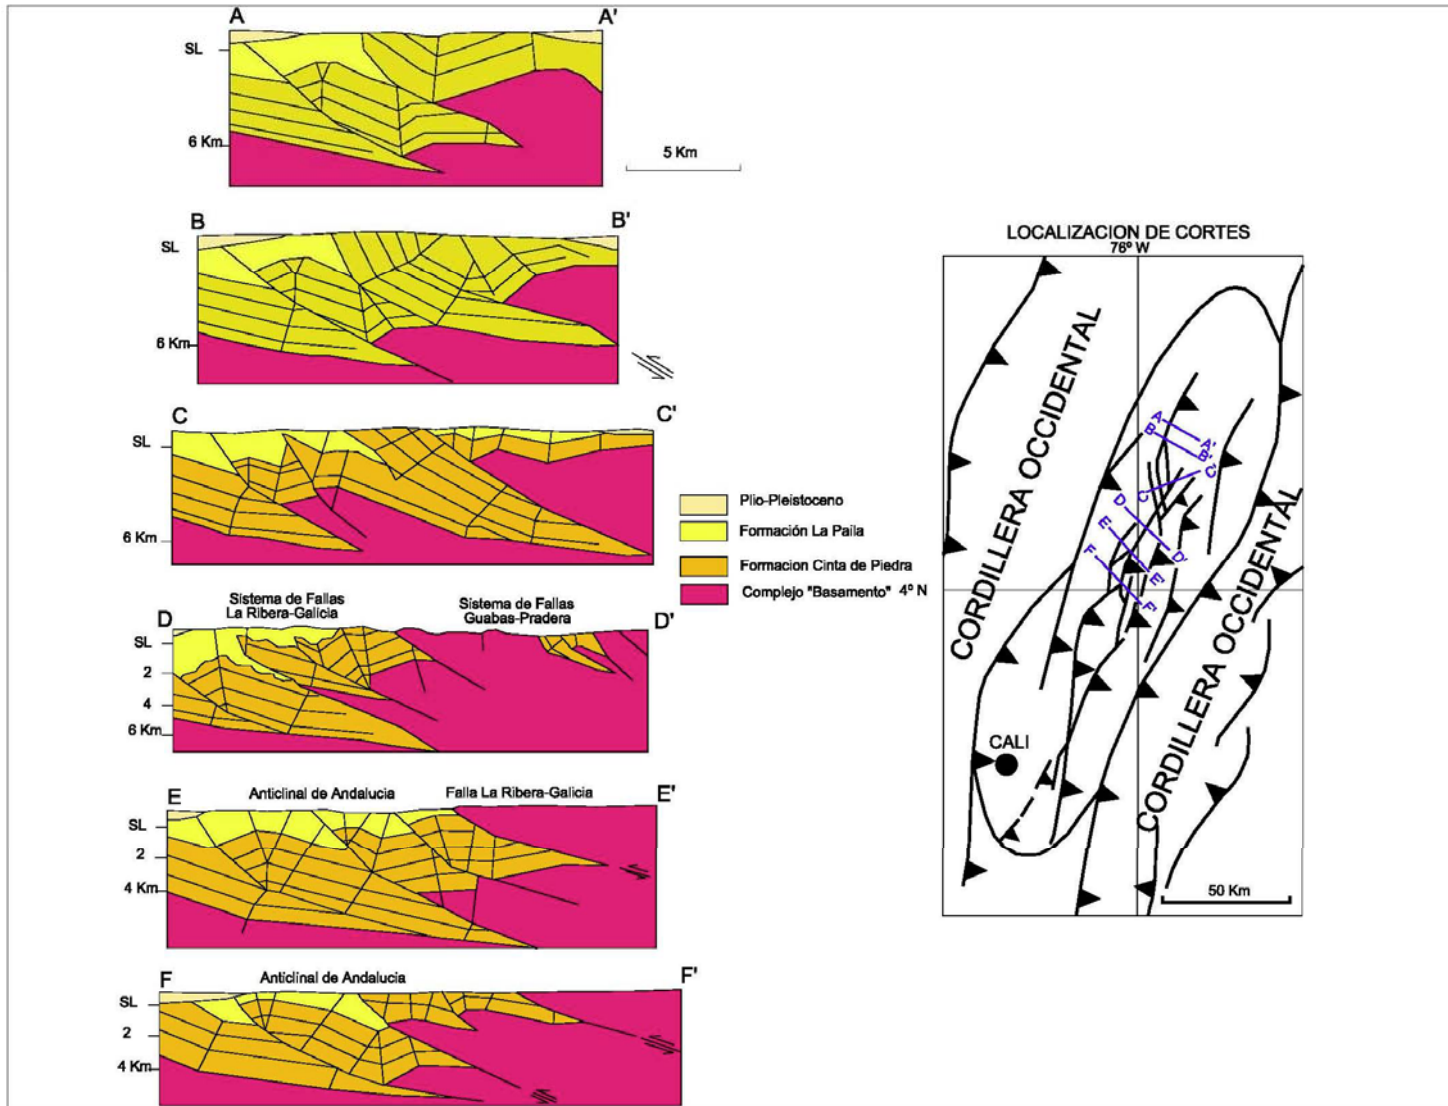 A
A'
SL
6 Km
5 Km
B
B'
SL
6 Km
C
C'
SL
6 Km
Plio-Pleistoceno
Formación La Paila
Formacion Cinta de Piedra
Complejo "Basamento"
Sistema de Fallas
La Ribera-Galicia
Sistema de Fallas
Guabas-Pradera
D
D'
SL
2
4
6 Km
E
Anticlinal de Andalucia
Falla La Ribera-Galicia
E'
SL
2
4 Km
F
Anticlinal de Andalucia
F'
SL
2
4 Km
LOCALIZACION DE CORTES
76º W
4º N
CORDILLERA OCCIDENTAL
CORDILLERA OCCIDENTAL
A
A'
B
B'
C
C'
D
D'
E
E'
F
F'
CALI
50 Km